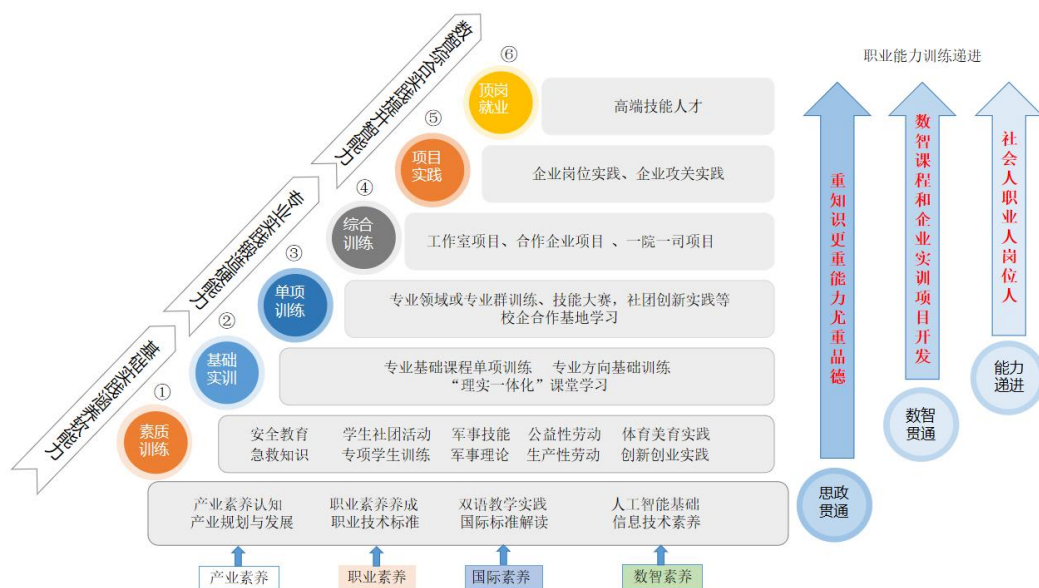 数智综合实践提升智能力
专业实践锻造硬能力
基础实践涵养软能力
⑥
顶岗
就业
高端技能人才
⑤
项目
实践
企业岗位实践、企业攻关实践
④
综合
训练
工作室项目、合作企业项目 、一院一司项目
③
单项
训练
专业领域或专业群训练、技能大赛，社团创新实践等
校企合作基地学习
②
基础
实训
专业基础课程单项训练 专业方向基础训练
“理实一体化”课堂学习
①
素质
训练
安全教育 学生社团活动 军事技能 公益性劳动 体育美育实践
急救知识 专项学生训练 军事理论 生产性劳动 创新创业实践
产业素养认知 职业素养养成 双语教学实践 人工智能基础
产业规划与发展 职业技术标准 国际标准解读 信息技术素养
产业素养 职业素养 国际素养 数智素养
职业能力训练递进
重知识更重能力尤重品德
思政
贯通
数智课程和企业实训项目开发
数智
贯通
社会人职业人岗位人
能力
递进